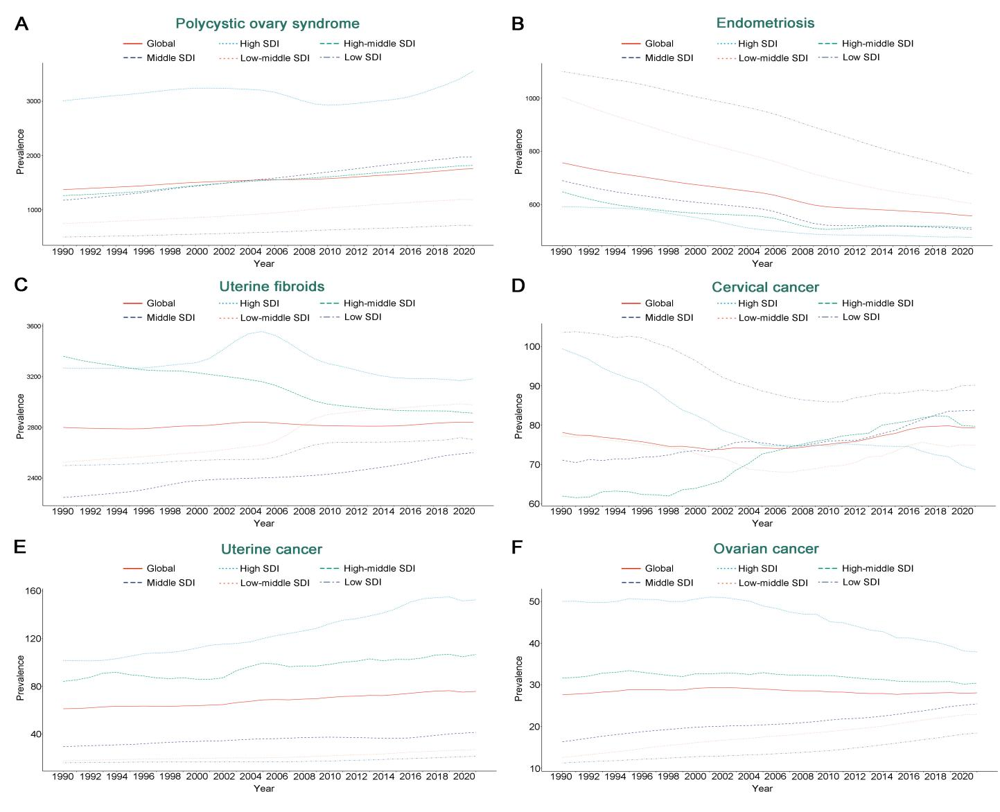 A
Polycystic ovary syndrome
Global High SDI High-middle SDI
Middle SDI Low-middle SDI Low SDI
Prevalence
3000
2000
1000
1990 1992 1994 1996 1998 2000 2002 2004 2006 2008 2010 2012 2014 2016 2018 2020
Year
B
Endometriosis
Global High SDI High-middle SDI
Middle SDI Low-middle SDI Low SDI
Prevalence
1000
800
600
1990 1992 1994 1996 1998 2000 2002 2004 2006 2008 2010 2012 2014 2016 2018 2020
Year
C
Uterine fibroids
Global High SDI High-middle SDI
Middle SDI Low-middle SDI Low SDI
Prevalence
3600
3200
2800
2400
1990 1992 1994 1996 1998 2000 2002 2004 2006 2008 2010 2012 2014 2016 2018 2020
Year
D
Cervical cancer
Global High SDI High-middle SDI
Middle SDI Low-middle SDI Low SDI
Prevalence
100
90
80
70
60
1990 1992 1994 1996 1998 2000 2002 2004 2006 2008 2010 2012 2014 2016 2018 2020
Year
E
Uterine cancer
Global High SDI High-middle SDI
Middle SDI Low-middle SDI Low SDI
Prevalence
160
120
80
40
1990 1992 1994 1996 1998 2000 2002 2004 2006 2008 2010 2012 2014 2016 2018 2020
Year
F
Ovarian cancer
Global High SDI High-middle SDI
Middle SDI Low-middle SDI Low SDI
Prevalence
50
40
30
20
10
1990 1992 1994 1996 1998 2000 2002 2004 2006 2008 2010 2012 2014 2016 2018 2020
Year